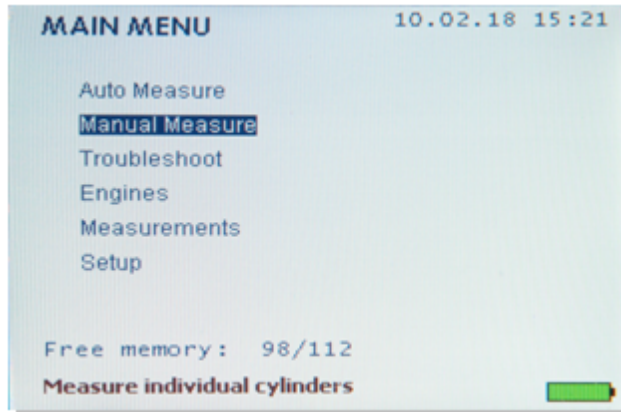 MAIN MENU 10.02.18 15:21
Auto Measure
Manual Measure
Troubleshoot
Engines
Measurements
Setup
Free memory: 98/112
Measure individual cylinders